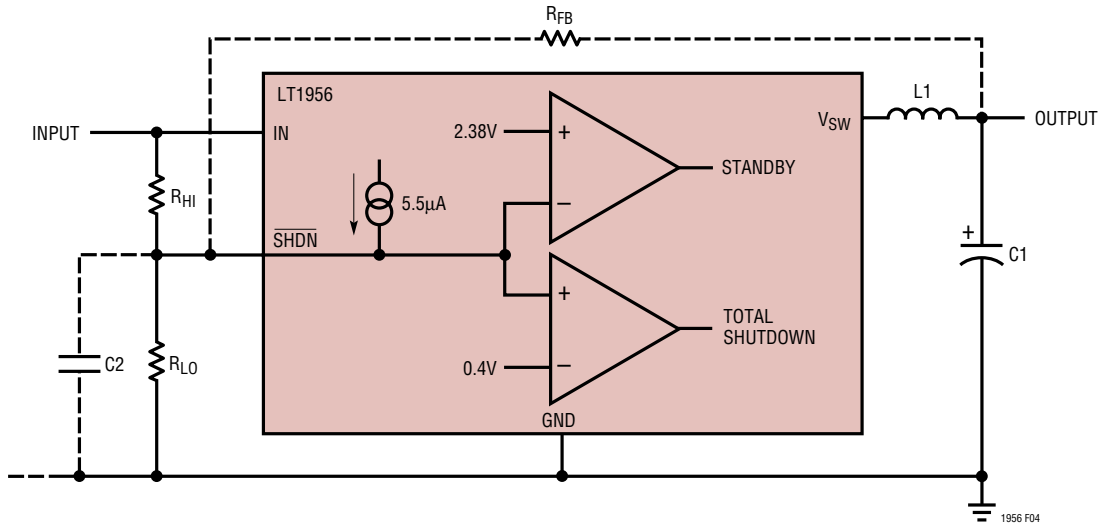 RFB
LT1956
L1
INPUT
IN
2.38V
+
VSW
OUTPUT
STANDBY
RHI
5.5µA
–
SHDN
+
C1
+
TOTAL
SHUTDOWN
C2
RLO
0.4V
–
GND
1956 F04